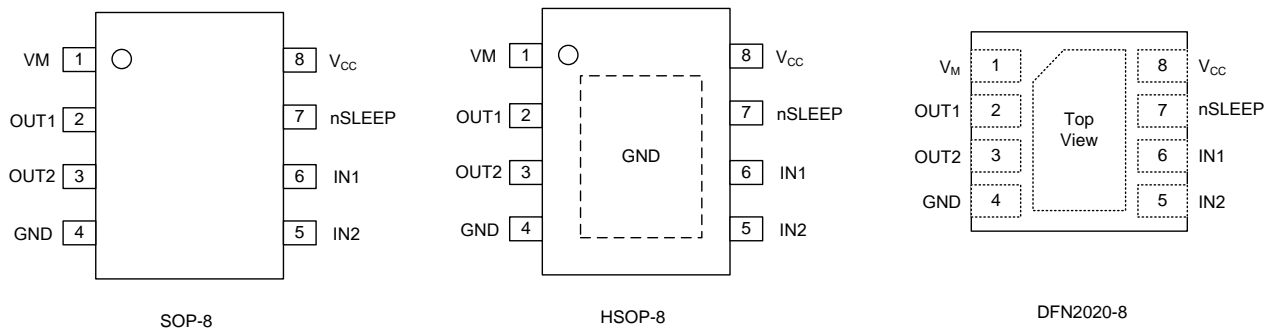 VM 1 8 VCC
OUT1 2 7 nSLEEP
OUT2 3 6 IN1
GND 4 5 IN2
SOP-8
VM 1 8 VCC
OUT1 2 7 nSLEEP
GND
OUT2 3 6 IN1
GND 4 5 IN2
HSOP-8
VM 1 8 VCC
OUT1 2 7 nSLEEP
Top
View
OUT2 3 6 IN1
GND 4 5 IN2
DFN2020-8